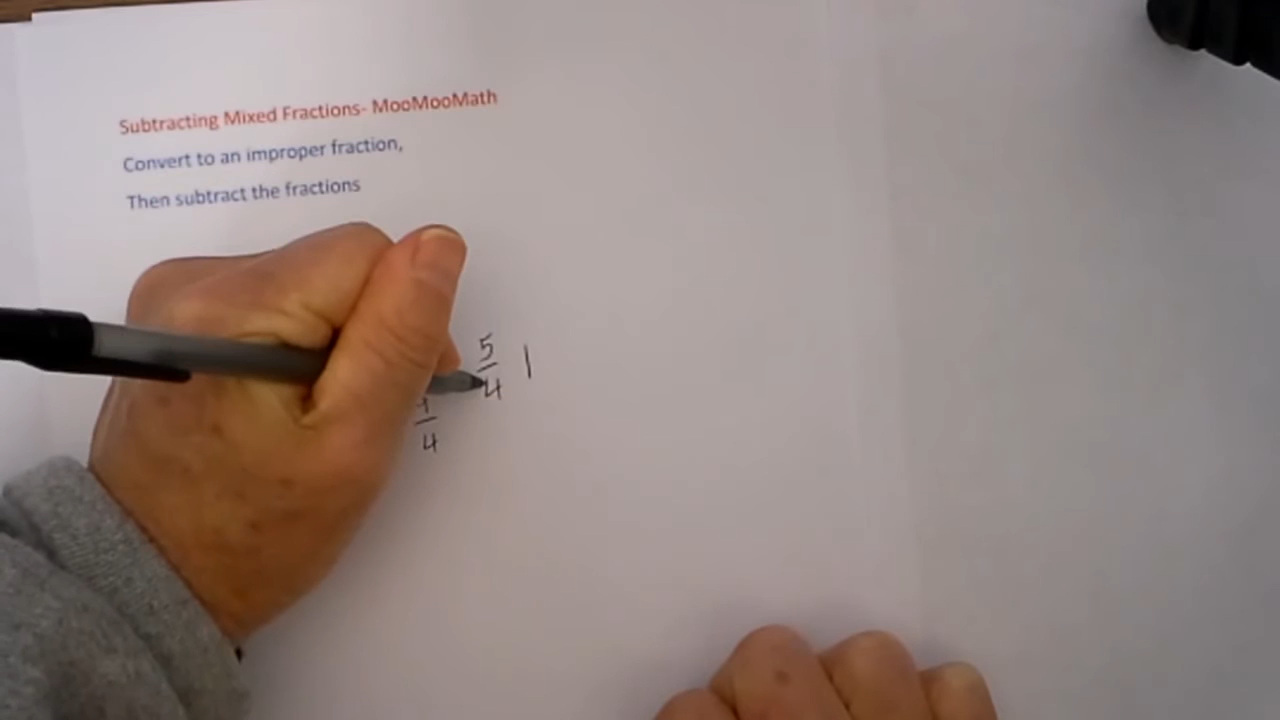 Subtracting Mixed Fractions- MooMooMath
Convert to an improper fraction,
Then subtract the fractions
5
4
1
4